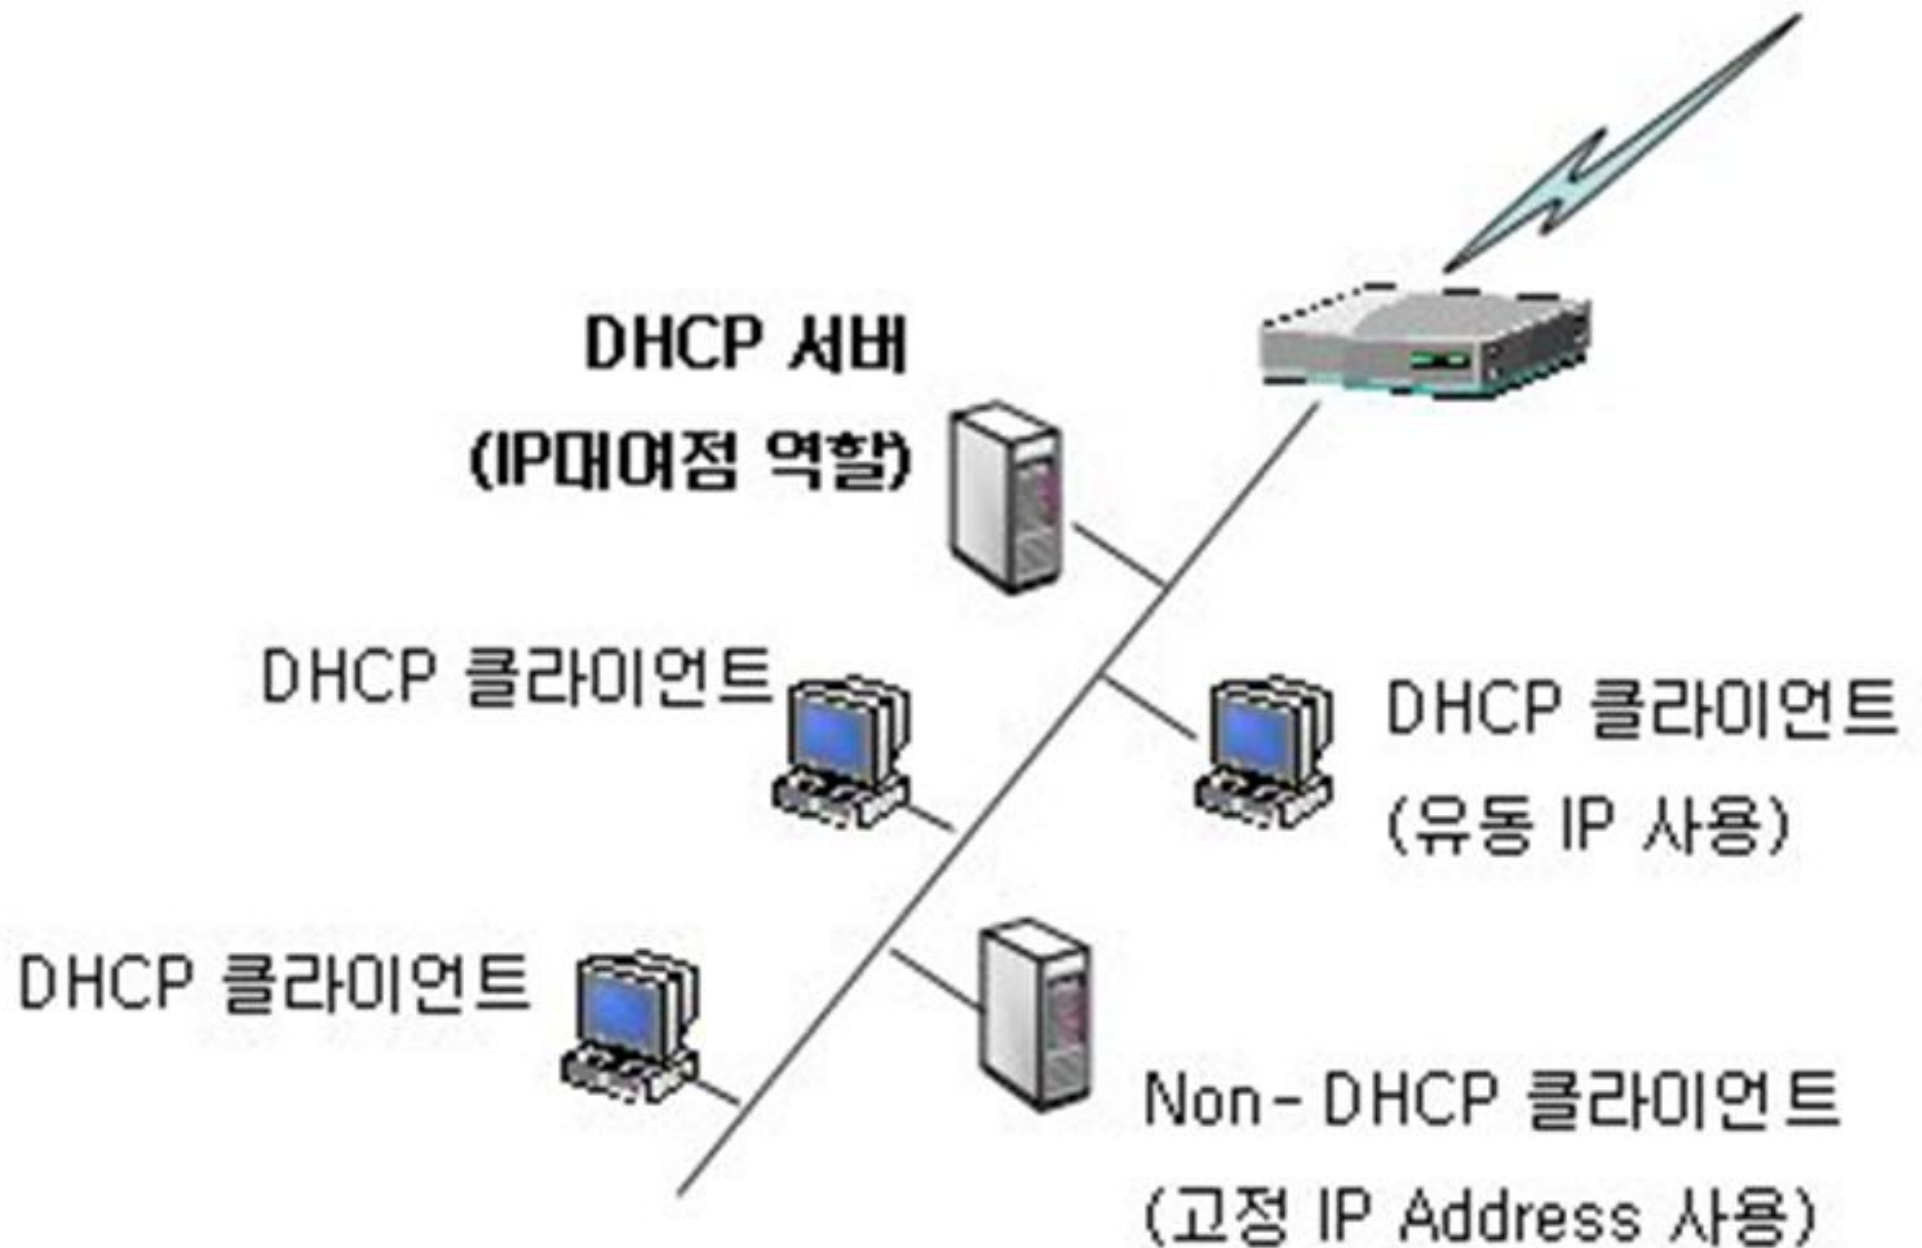 DHCP 서버
(IP대여점 역할)
DHCP 클라이언트
DHCP 클라이언트
(유동 IP 사용)
DHCP 클라이언트
Non-DHCP 클라이언트
(고정 IP Address 사용)